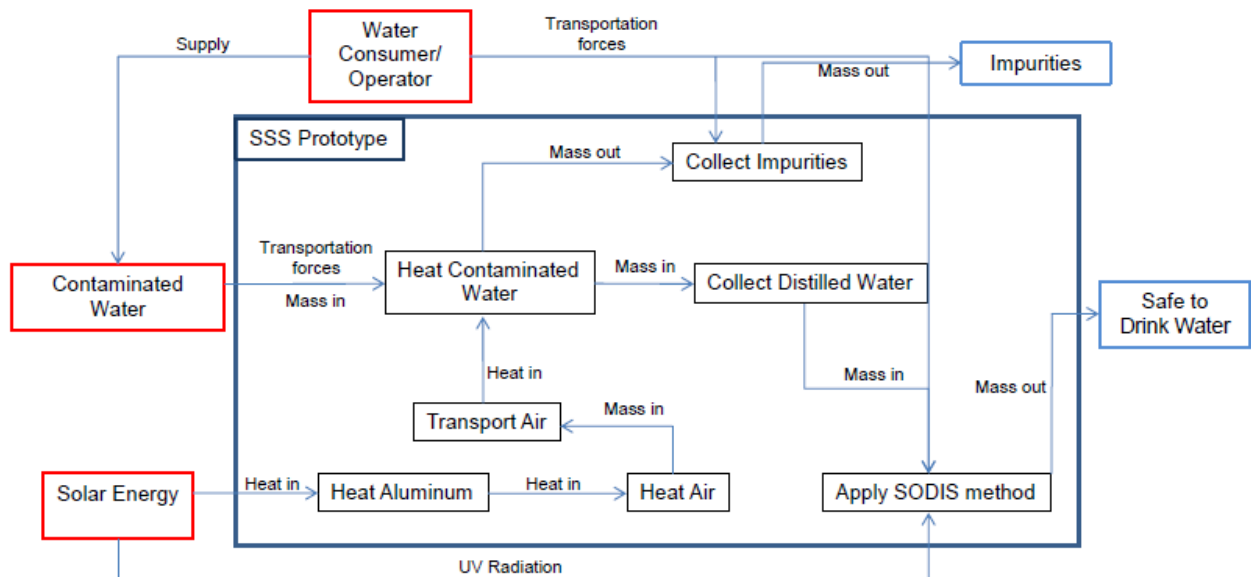 Supply
Water
Consumer/
Operator
Transportation
forces
Mass out
Impurities
SSS Prototype
Mass out
Collect Impurities
Contaminated
Water
Transportation
forces
Mass in
Heat Contaminated
Water
Mass in
Collect Distilled Water
Safe to
Drink Water
Heat in
Mass in
Mass out
Transport Air
Mass in
Solar Energy
Heat in
Heat Aluminum
Heat in
Heat Air
Apply SODIS method
UV Radiation